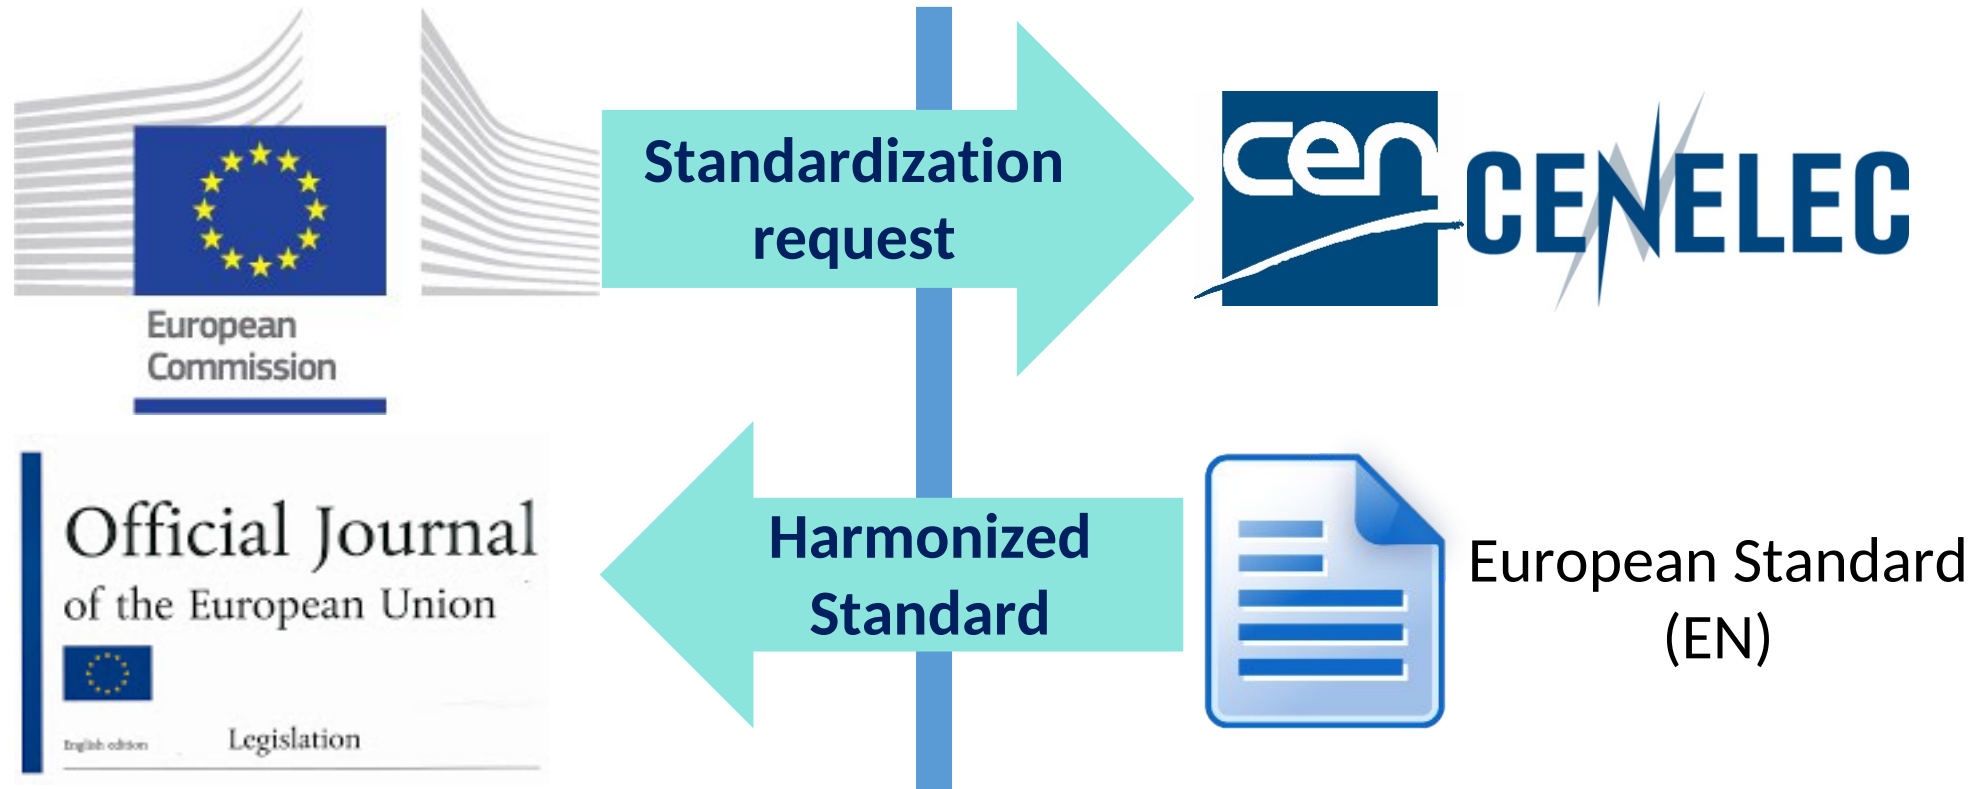 European
Commission
Standardization
request
cen
CENELEC
Official Journal
of the European Union
English edition
Legislation
Harmonized
Standard
European Standard
(EN)